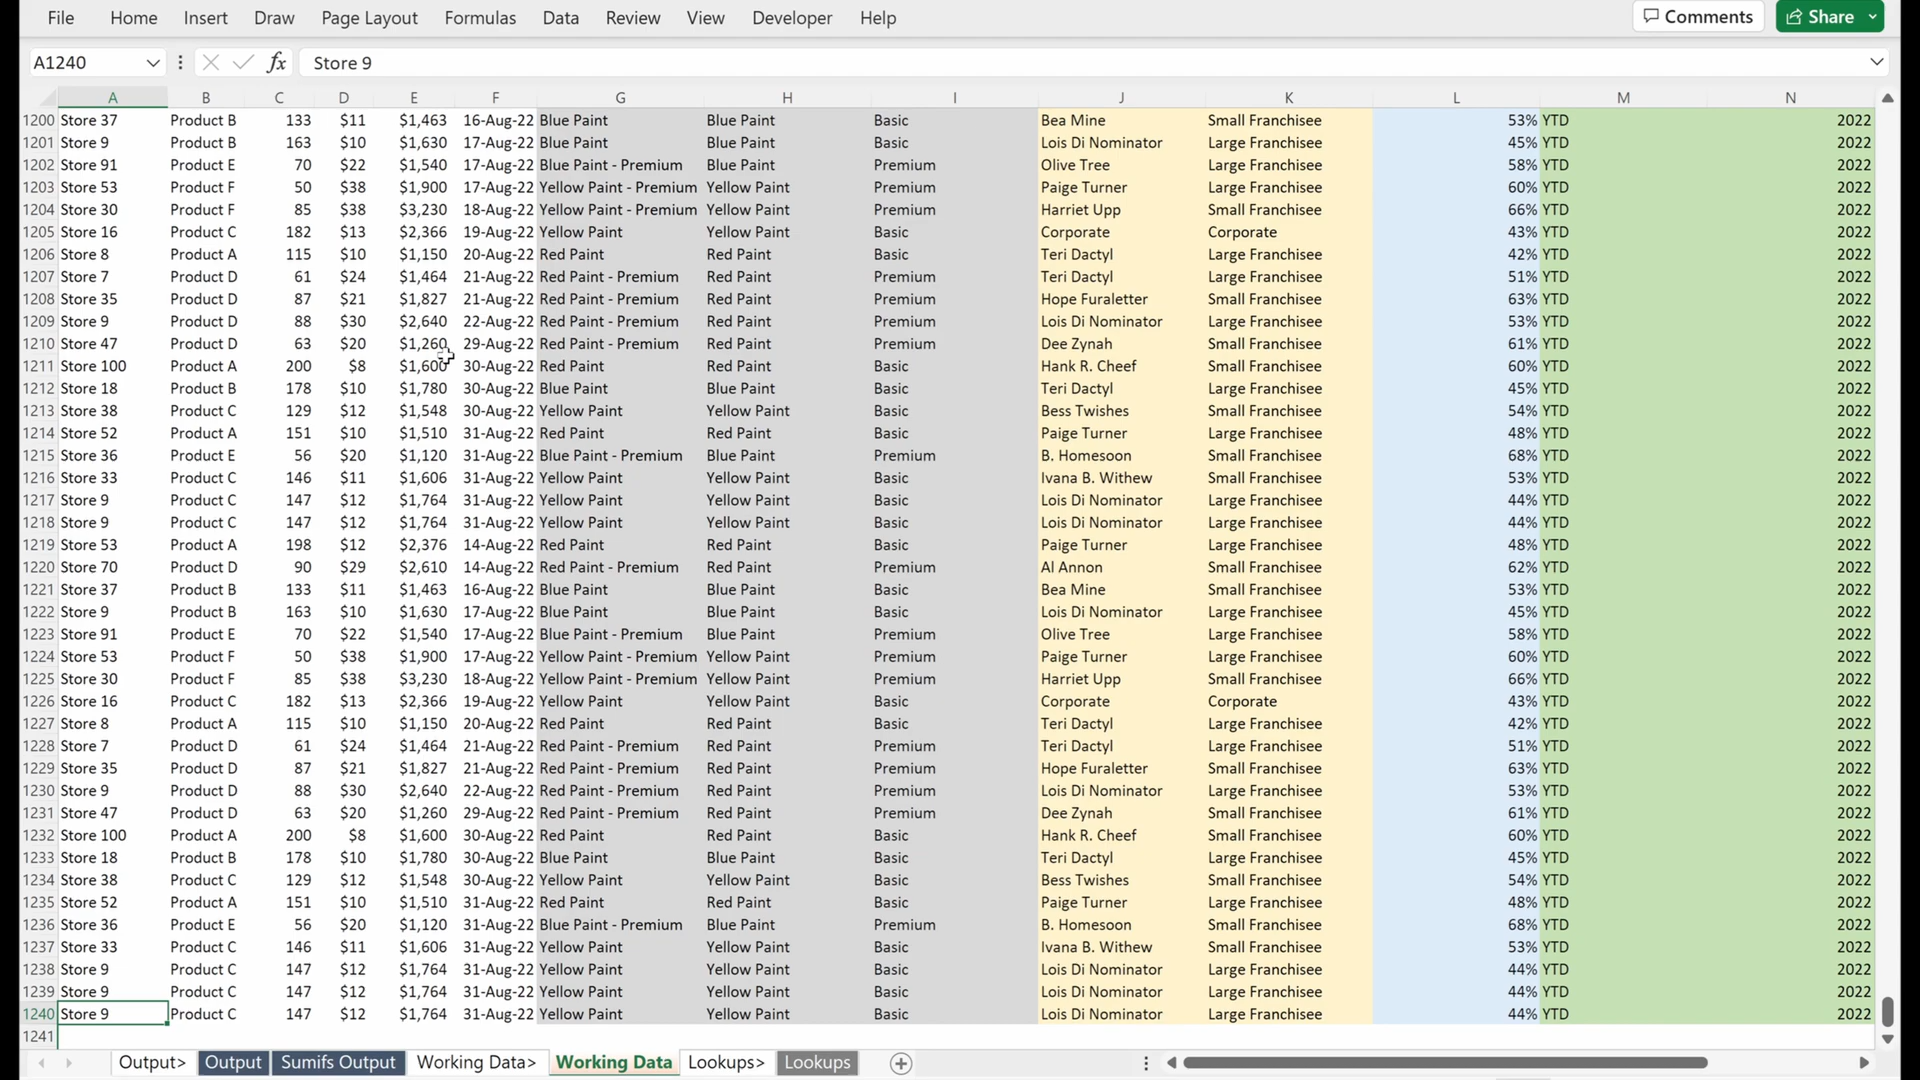 File Home Insert Draw Page Layout Formulas Data Review View Developer Help Comments Share
A1240 fx Store 9
A B C D E F G H I J K L M N
1200 Store 37 Product B 133 $11 $1,463 16-Aug-22 Blue Paint Blue Paint Basic Bea Mine Small Franchisee 53% YTD 2022
1201 Store 9 Product B 163 $10 $1,630 17-Aug-22 Blue Paint Blue Paint Basic Lois Di Nominator Large Franchisee 45% YTD 2022
1202 Store 91 Product E 70 $22 $1,540 17-Aug-22 Blue Paint - Premium Blue Paint Premium Olive Tree Large Franchisee 58% YTD 2022
1203 Store 53 Product F 50 $38 $1,900 17-Aug-22 Yellow Paint - Premium Yellow Paint Premium Paige Turner Large Franchisee 60% YTD 2022
1204 Store 30 Product F 85 $38 $3,230 18-Aug-22 Yellow Paint - Premium Yellow Paint Premium Harriet Upp Small Franchisee 66% YTD 2022
1205 Store 16 Product C 182 $13 $2,366 19-Aug-22 Yellow Paint Yellow Paint Basic Corporate Corporate 43% YTD 2022
1206 Store 8 Product A 115 $10 $1,150 20-Aug-22 Red Paint Red Paint Basic Teri Dactyl Large Franchisee 42% YTD 2022
1207 Store 7 Product D 61 $24 $1,464 21-Aug-22 Red Paint - Premium Red Paint Premium Teri Dactyl Large Franchisee 51% YTD 2022
1208 Store 35 Product D 87 $21 $1,827 21-Aug-22 Red Paint - Premium Red Paint Premium Hope Furaletter Small Franchisee 63% YTD 2022
1209 Store 9 Product D 88 $30 $2,640 22-Aug-22 Red Paint - Premium Red Paint Premium Lois Di Nominator Large Franchisee 53% YTD 2022
1210 Store 47 Product D 63 $20 $1,260 29-Aug-22 Red Paint - Premium Red Paint Premium Dee Zynah Small Franchisee 61% YTD 2022
1211 Store 100 Product A 200 $8 $1,600 30-Aug-22 Red Paint Red Paint Basic Hank R. Cheef Small Franchisee 60% YTD 2022
1212 Store 18 Product B 178 $10 $1,780 30-Aug-22 Blue Paint Blue Paint Basic Teri Dactyl Large Franchisee 45% YTD 2022
1213 Store 38 Product C 129 $12 $1,548 30-Aug-22 Yellow Paint Yellow Paint Basic Bess Twishes Small Franchisee 54% YTD 2022
1214 Store 52 Product A 151 $10 $1,510 31-Aug-22 Red Paint Red Paint Basic Paige Turner Large Franchisee 48% YTD 2022
1215 Store 36 Product E 56 $20 $1,120 31-Aug-22 Blue Paint - Premium Blue Paint Premium B. Homesoon Small Franchisee 68% YTD 2022
1216 Store 33 Product C 146 $11 $1,606 31-Aug-22 Yellow Paint Yellow Paint Basic Ivana B. Withew Small Franchisee 53% YTD 2022
1217 Store 9 Product C 147 $12 $1,764 31-Aug-22 Yellow Paint Yellow Paint Basic Lois Di Nominator Large Franchisee 44% YTD 2022
1218 Store 9 Product C 147 $12 $1,764 31-Aug-22 Yellow Paint Yellow Paint Basic Lois Di Nominator Large Franchisee 44% YTD 2022
1219 Store 53 Product A 198 $12 $2,376 14-Aug-22 Red Paint Red Paint Basic Paige Turner Large Franchisee 48% YTD 2022
1220 Store 70 Product D 90 $29 $2,610 14-Aug-22 Red Paint - Premium Red Paint Premium Al Annon Small Franchisee 62% YTD 2022
1221 Store 37 Product B 133 $11 $1,463 16-Aug-22 Blue Paint Blue Paint Basic Bea Mine Small Franchisee 53% YTD 2022
1222 Store 9 Product B 163 $10 $1,630 17-Aug-22 Blue Paint Blue Paint Basic Lois Di Nominator Large Franchisee 45% YTD 2022
1223 Store 91 Product E 70 $22 $1,540 17-Aug-22 Blue Paint - Premium Blue Paint Premium Olive Tree Large Franchisee 58% YTD 2022
1224 Store 53 Product F 50 $38 $1,900 17-Aug-22 Yellow Paint - Premium Yellow Paint Premium Paige Turner Large Franchisee 60% YTD 2022
1225 Store 30 Product F 85 $38 $3,230 18-Aug-22 Yellow Paint - Premium Yellow Paint Premium Harriet Upp Small Franchisee 66% YTD 2022
1226 Store 16 Product C 182 $13 $2,366 19-Aug-22 Yellow Paint Yellow Paint Basic Corporate Corporate 43% YTD 2022
1227 Store 8 Product A 115 $10 $1,150 20-Aug-22 Red Paint Red Paint Basic Teri Dactyl Large Franchisee 42% YTD 2022
1228 Store 7 Product D 61 $24 $1,464 21-Aug-22 Red Paint - Premium Red Paint Premium Teri Dactyl Large Franchisee 51% YTD 2022
1229 Store 35 Product D 87 $21 $1,827 21-Aug-22 Red Paint - Premium Red Paint Premium Hope Furaletter Small Franchisee 63% YTD 2022
1230 Store 9 Product D 88 $30 $2,640 22-Aug-22 Red Paint - Premium Red Paint Premium Lois Di Nominator Large Franchisee 53% YTD 2022
1231 Store 47 Product D 63 $20 $1,260 29-Aug-22 Red Paint - Premium Red Paint Premium Dee Zynah Small Franchisee 61% YTD 2022
1232 Store 100 Product A 200 $8 $1,600 30-Aug-22 Red Paint Red Paint Basic Hank R. Cheef Small Franchisee 60% YTD 2022
1233 Store 18 Product B 178 $10 $1,780 30-Aug-22 Blue Paint Blue Paint Basic Teri Dactyl Large Franchisee 45% YTD 2022
1234 Store 38 Product C 129 $12 $1,548 30-Aug-22 Yellow Paint Yellow Paint Basic Bess Twishes Small Franchisee 54% YTD 2022
1235 Store 52 Product A 151 $10 $1,510 31-Aug-22 Red Paint Red Paint Basic Paige Turner Large Franchisee 48% YTD 2022
1236 Store 36 Product E 56 $20 $1,120 31-Aug-22 Blue Paint - Premium Blue Paint Premium B. Homesoon Small Franchisee 68% YTD 2022
1237 Store 33 Product C 146 $11 $1,606 31-Aug-22 Yellow Paint Yellow Paint Basic Ivana B. Withew Small Franchisee 53% YTD 2022
1238 Store 9 Product C 147 $12 $1,764 31-Aug-22 Yellow Paint Yellow Paint Basic Lois Di Nominator Large Franchisee 44% YTD 2022
1239 Store 9 Product C 147 $12 $1,764 31-Aug-22 Yellow Paint Yellow Paint Basic Lois Di Nominator Large Franchisee 44% YTD 2022
1240 Store 9 Product C 147 $12 $1,764 31-Aug-22 Yellow Paint Yellow Paint Basic Lois Di Nominator Large Franchisee 44% YTD 2022
1241
Output> Output Sumifs Output Working Data> Working Data Lookups> Lookups